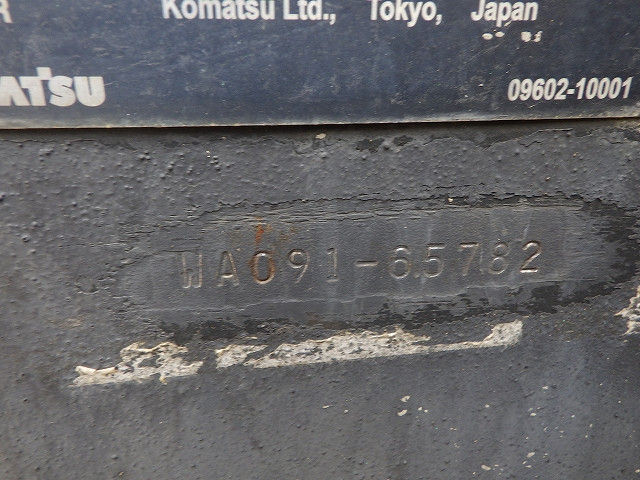 R Komatsu Ltd., Tokyo, Japan
ATSU 09602-10001
WA091-65782